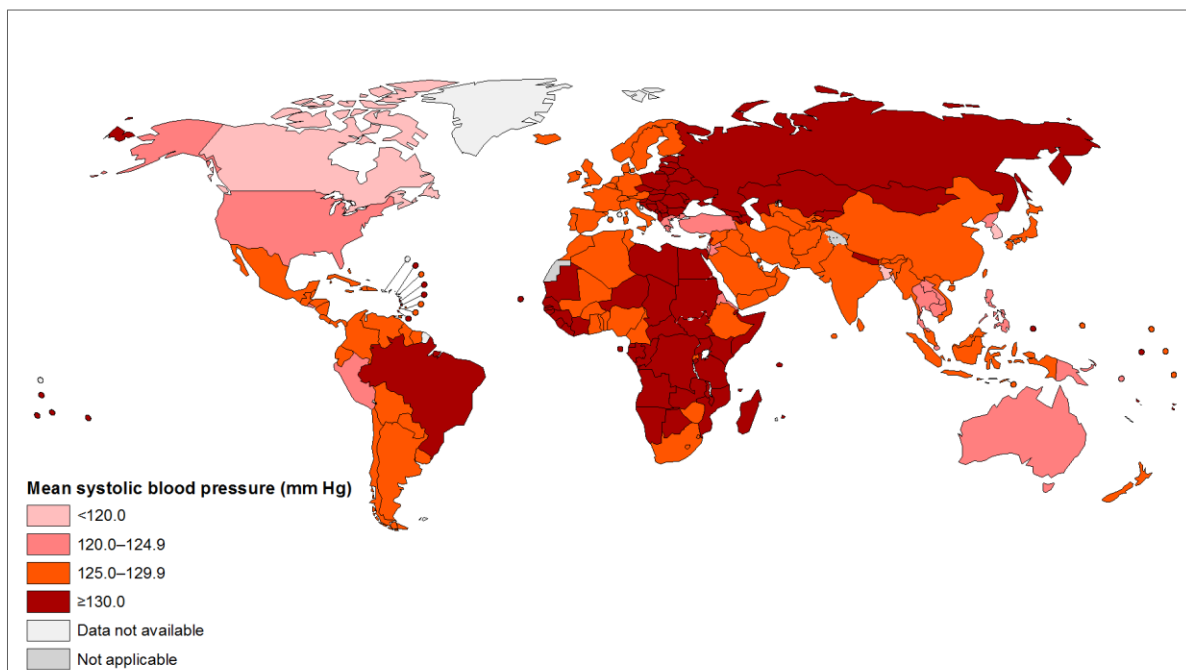 Mean systolic blood pressure (mm Hg)
<120.0
120.0–124.9
125.0–129.9
≥130.0
Data not available
Not applicable